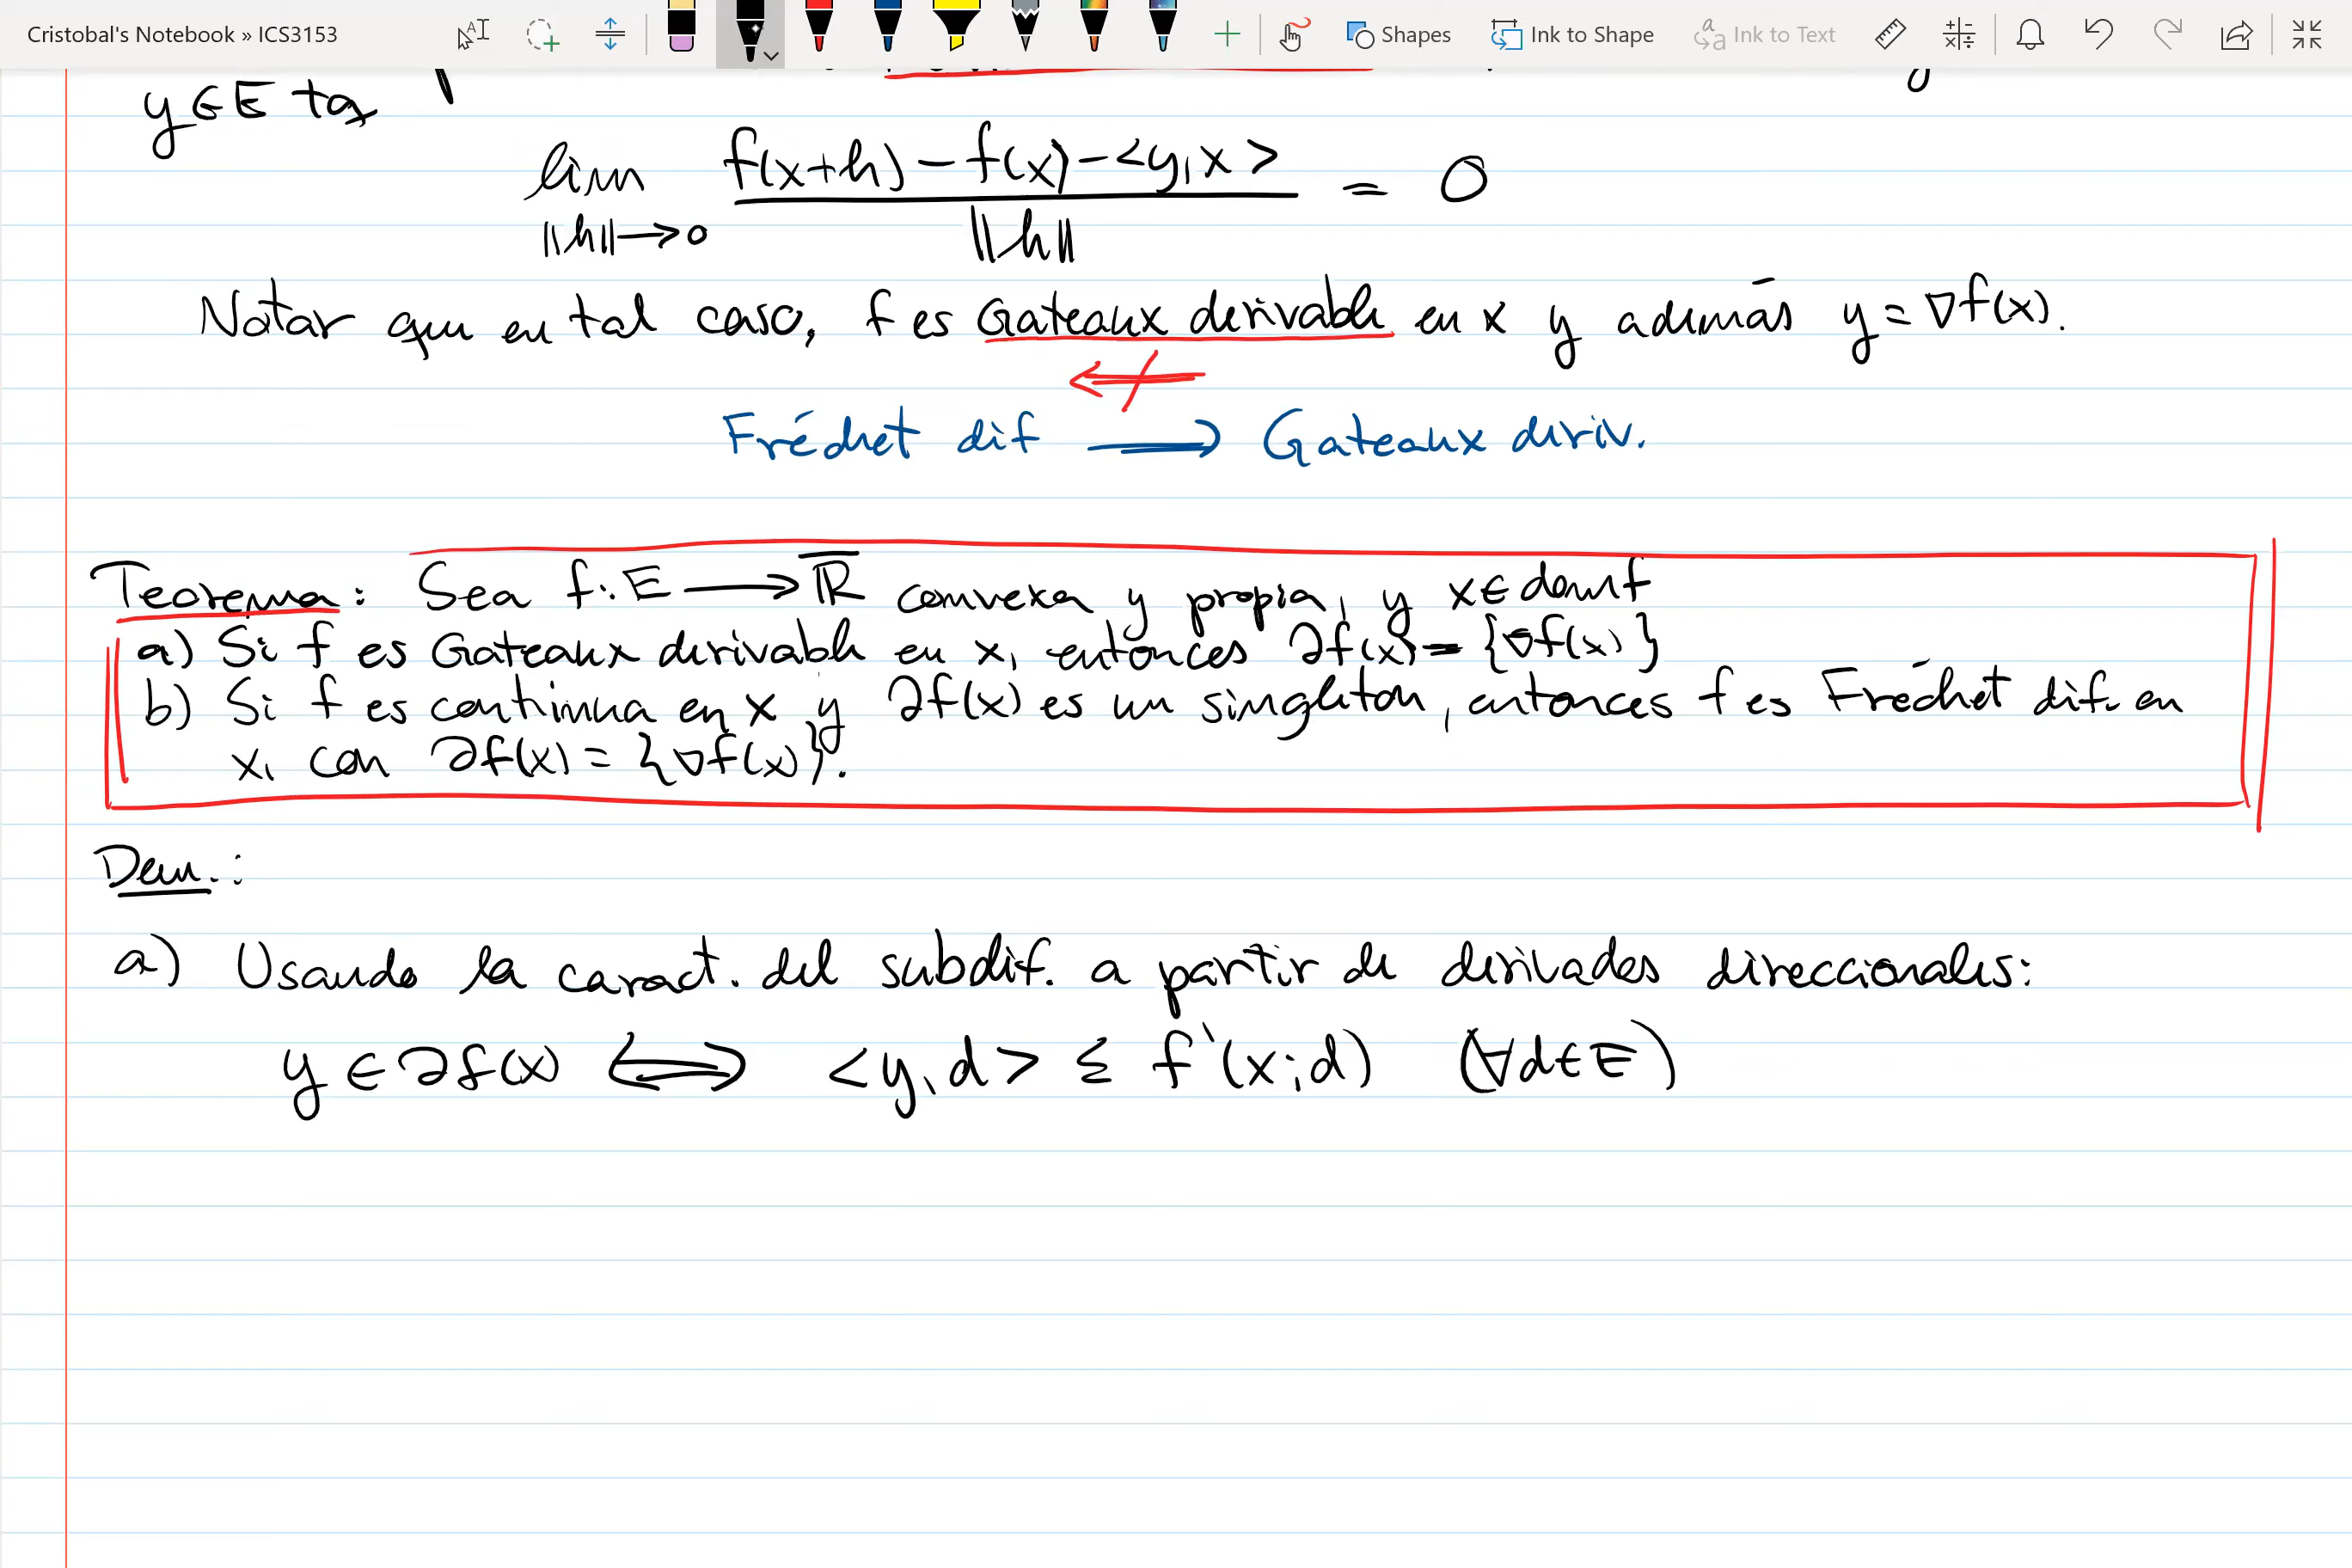 Cristobal's Notebook » ICS3153
Shapes
Ink to Shape
Ink to Text
y∈E tq
lim f(x+h) - f(x) - <y,x> = 0
||h||→0 ||h||
Notar que en tal caso, f es Gateaux derivable en x y además y = ∇f(x).
Fréchet dif → Gateaux deriv.
Teorema: Sea f: E → R̅ convexa y propia, y x∈domf
a) Si f es Gateaux derivable en x, entonces ∂f(x) = {∇f(x)}
b) Si f es continua en x y ∂f(x) es un singleton, entonces f es Fréchet dif. en
x, con ∂f(x) = {∇f(x)}.
Dem.:
a) Usando la caract. del subdif. a partir de derivadas direccionales:
y ∈ ∂f(x) ⟺ <y,d> ≤ f'(x;d) (∀d∈E)